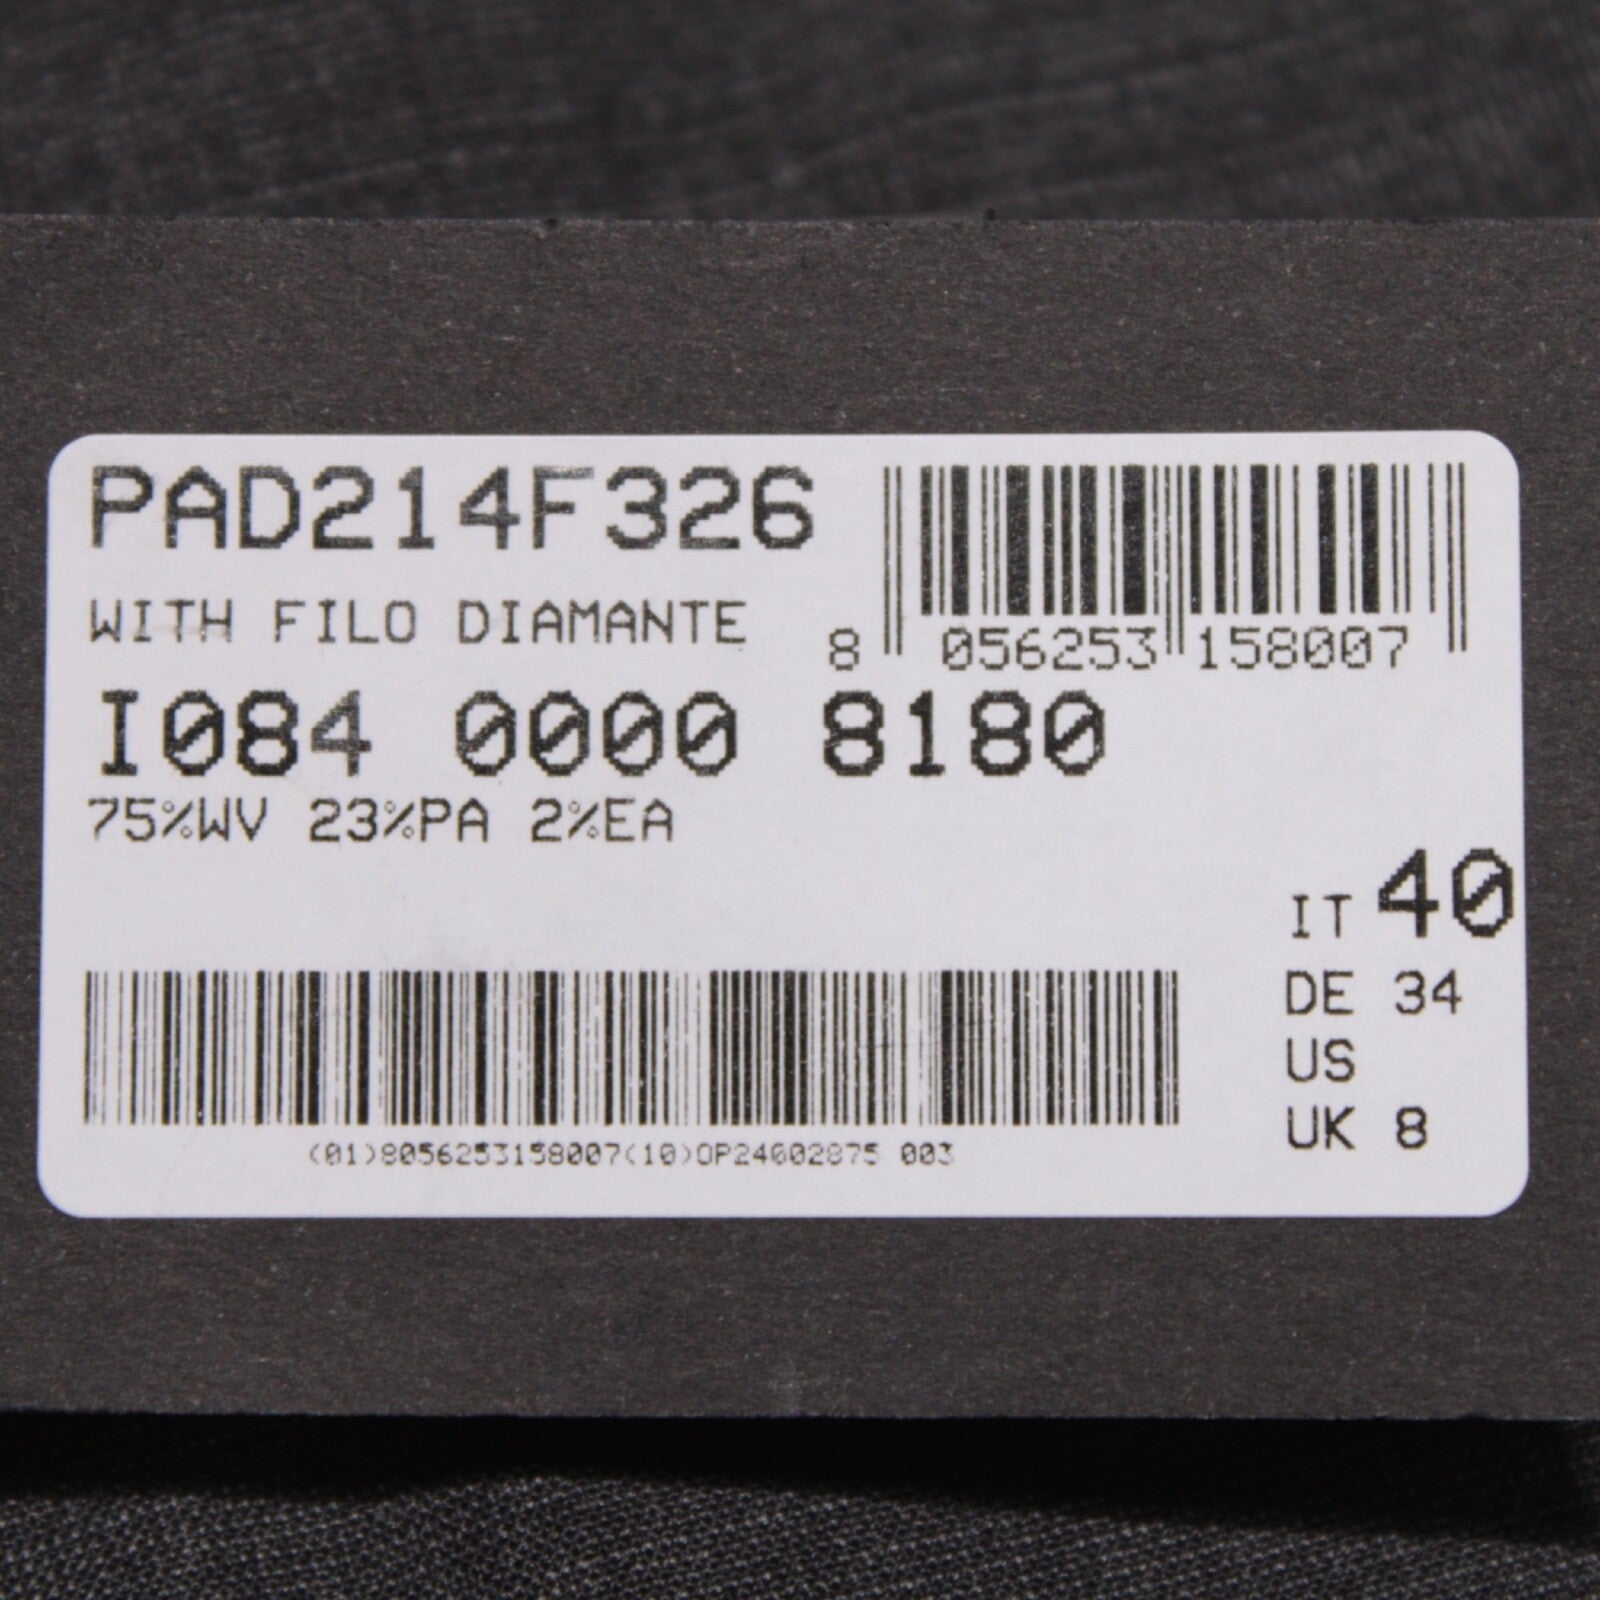 PAD214F326
WITH FILO DIAMANTE
8 056253 158007
I084 0000 8180
75%WV 23%PA 2%EA
IT 40
DE 34
US
UK 8
(01)8056253158007(10)OP24602875 003